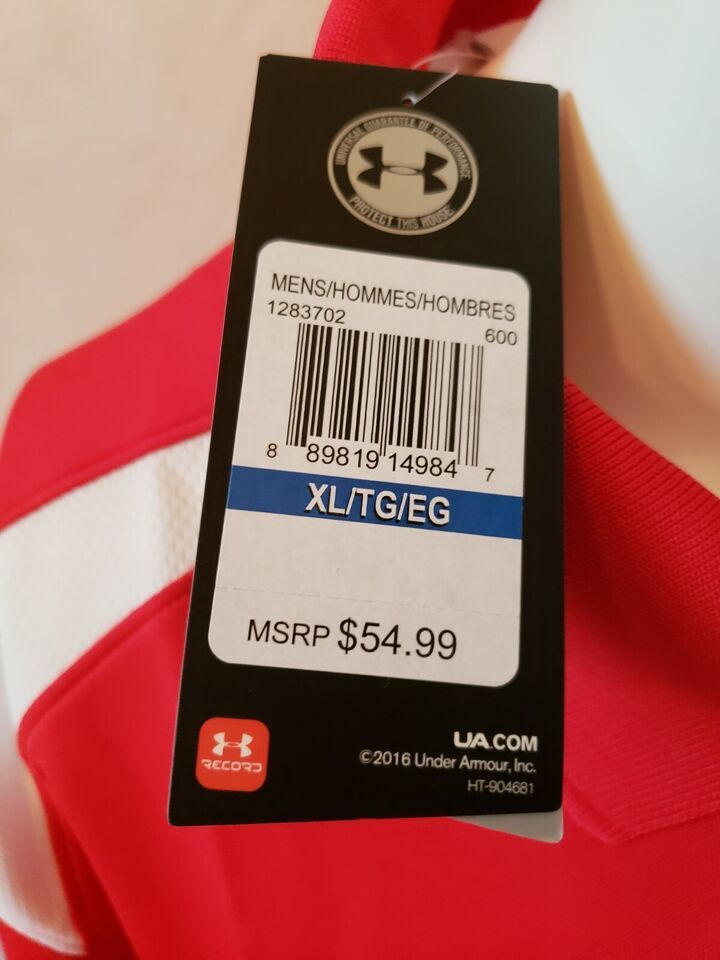 UNIVERSAL GUARANTEE OF PERFORMANCE
PROTECT THIS HOUSE
MENS/HOMMES/HOMBRES
1283702
600
8 89819 14984 7
XL/TG/EG
MSRP $54.99
RECORD
UA.COM
©2016 Under Armour, Inc.
HT-904681